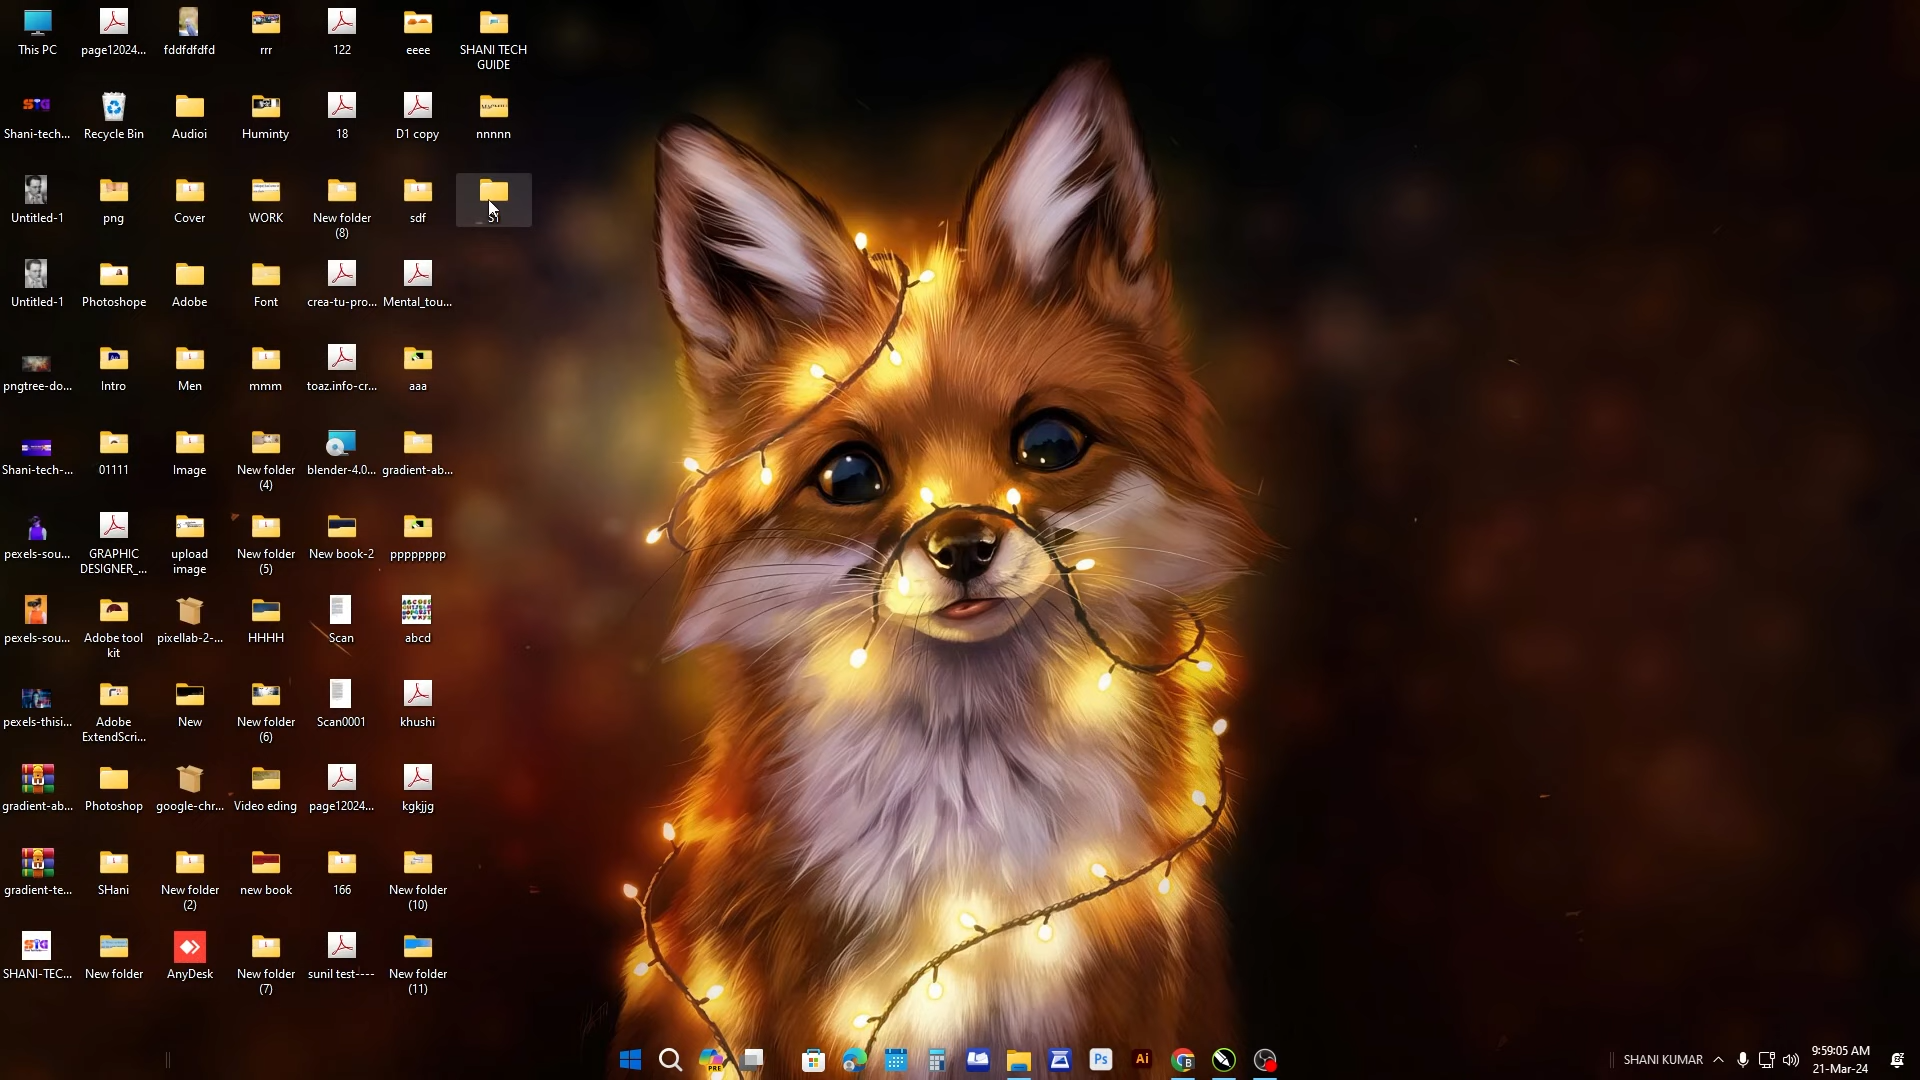 This PC
page12024...
fddfdfdfd
rrr
122
eeee
SHANI TECH
GUIDE
Shani-tech...
Recycle Bin
Audioi
Huminty
18
D1 copy
nnnnn
Untitled-1
png
Cover
WORK
New folder
(8)
sdf
Untitled-1
Photoshope
Adobe
Font
crea-tu-pro...
Mental_tou...
pngtree-do...
Intro
Men
mmm
toaz.info-cr...
aaa
Shani-tech-...
01111
Image
New folder
(4)
blender-4.0...
gradient-ab...
pexels-sou...
GRAPHIC
DESIGNER_...
upload
image
New folder
(5)
New book-2
pppppppp
pexels-sou...
Adobe tool
kit
pixellab-2-...
HHHH
Scan
abcd
pexels-thisi...
Adobe
ExtendScri...
New
New folder
(6)
Scan0001
khushi
gradient-ab...
Photoshop
google-chr...
Video eding
page12024...
kgkjjg
gradient-te...
SHani
New folder
(2)
new book
166
New folder
(10)
SHANI-TEC...
New folder
AnyDesk
New folder
(7)
sunil test----
New folder
(11)
PRE
Ps
Ai
SHANI KUMAR
9:59:05 AM
21-Mar-24